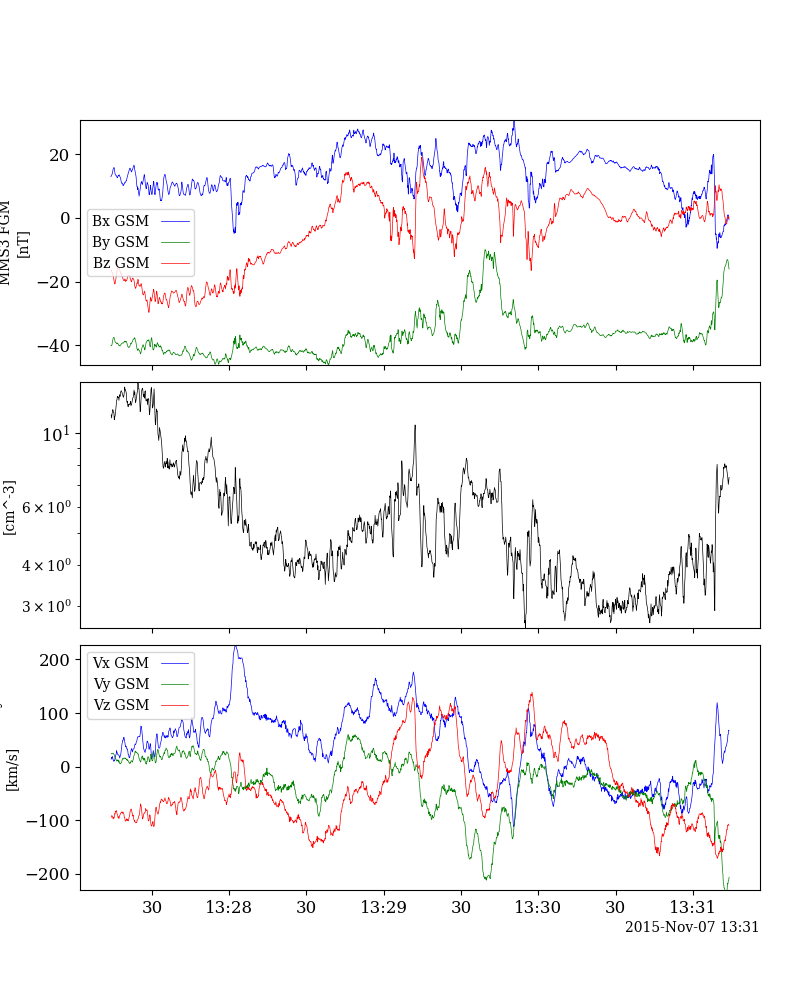 20
0
−20
−40
MMS3 FGM
[nT]
Bx GSM
By GSM
Bz GSM
10¹
6 × 10⁰
4 × 10⁰
3 × 10⁰
[cm^-3]
200
100
0
−100
−200
[km/s]
Vx GSM
Vy GSM
Vz GSM
30 13:28 30 13:29 30 13:30 30 13:31
2015-Nov-07 13:31